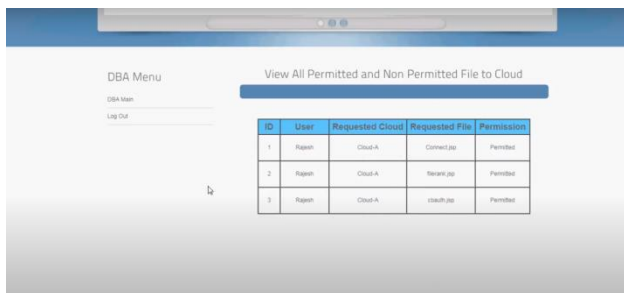 DBA Menu
View All Permitted and Non Permitted File to Cloud
DBA Main
Log Out
ID User Requested Cloud Requested File Permission
1 Rajesh Cloud-A Connect.jsp Permitted
2 Rajesh Cloud-A filerank.jsp Permitted
3 Rajesh Cloud-A Permitted